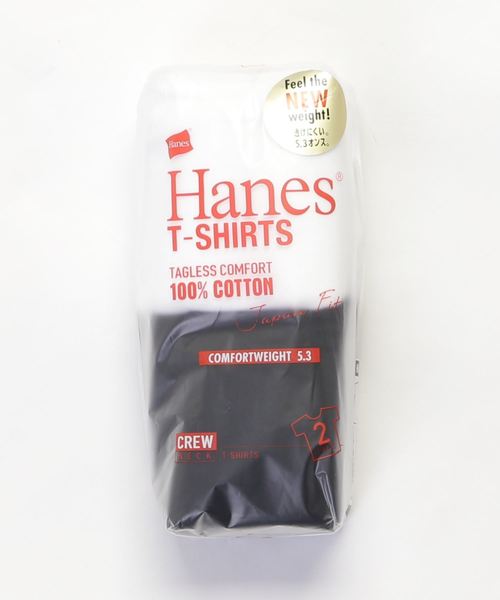 Feel the
NEW
weight!
透けにくい。
5.3オンス。
Hanes
Hanes®
T-SHIRTS
TAGLESS COMFORT
100% COTTON
Japan Fit
COMFORTWEIGHT 5.3
CREW
NECK T-SHIRTS
2